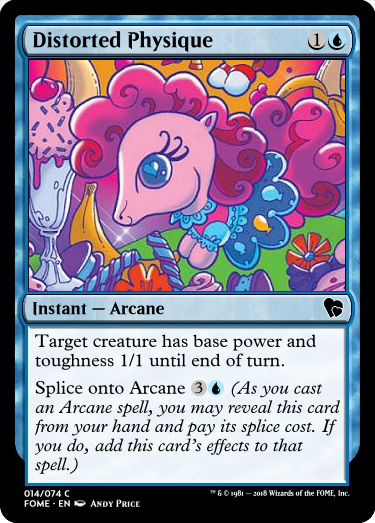 Distorted Physique 1
Instant — Arcane
Target creature has base power and
toughness 1/1 until end of turn.
Splice onto Arcane 3 (As you cast
an Arcane spell, you may reveal this card
from your hand and pay its splice cost. If
you do, add this card's effects to that
spell.)
014/074 C
FOME • EN Andy Price
™ & © 1981 — 2018 Wizards of the FOME, Inc.